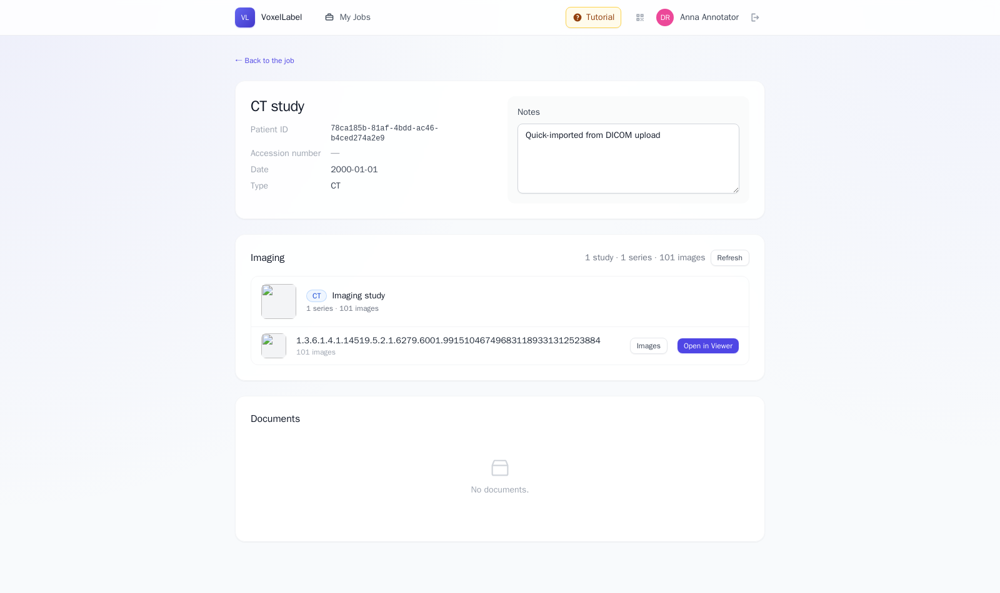 VL VoxelLabel My Jobs Tutorial DR Anna Annotator
← Back to the job
CT study
Patient ID 78ca185b-81af-4bdd-ac46-
b4ced274a2e9
Accession number —
Date 2000-01-01
Type CT
Notes
Quick-imported from DICOM upload
Imaging 1 study · 1 series · 101 images Refresh
CT Imaging study
1 series · 101 images
1.3.6.1.4.1.14519.5.2.1.6279.6001.991510467496831189331312523884 Images Open in Viewer
101 images
Documents
No documents.